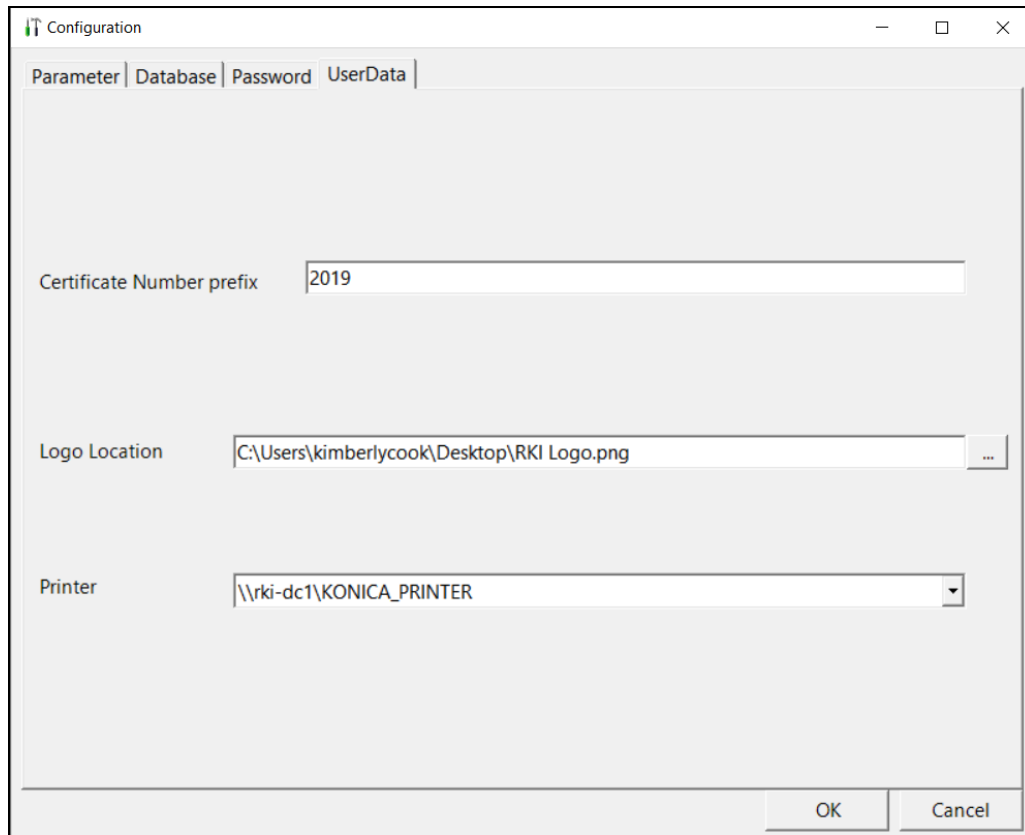 Configuration
Parameter Database Password UserData
Certificate Number prefix 2019
Logo Location C:\Users\kimberlycook\Desktop\RKI Logo.png ...
Printer \\rki-dc1\KONICA_PRINTER
OK Cancel